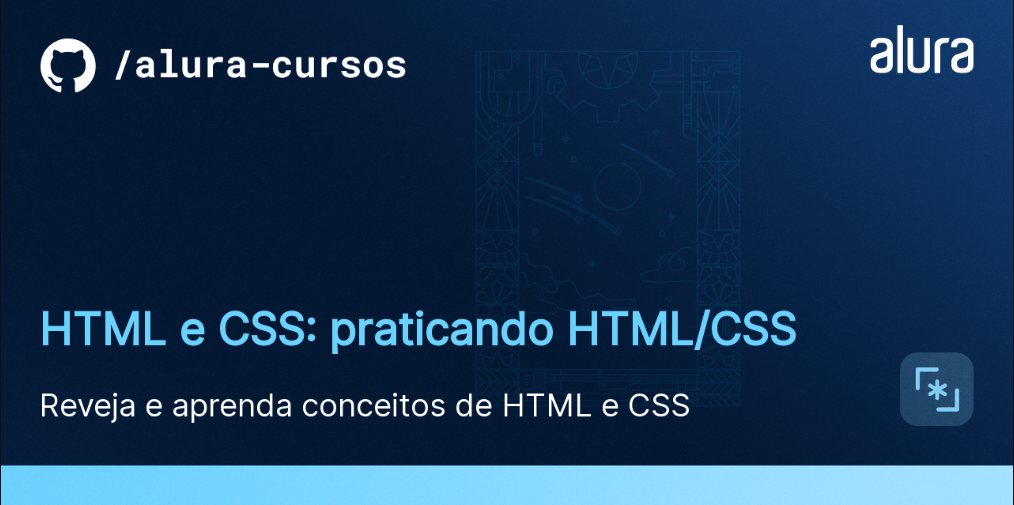 /alura-cursos
alura
HTML e CSS: praticando HTML/CSS
Reveja e aprenda conceitos de HTML e CSS